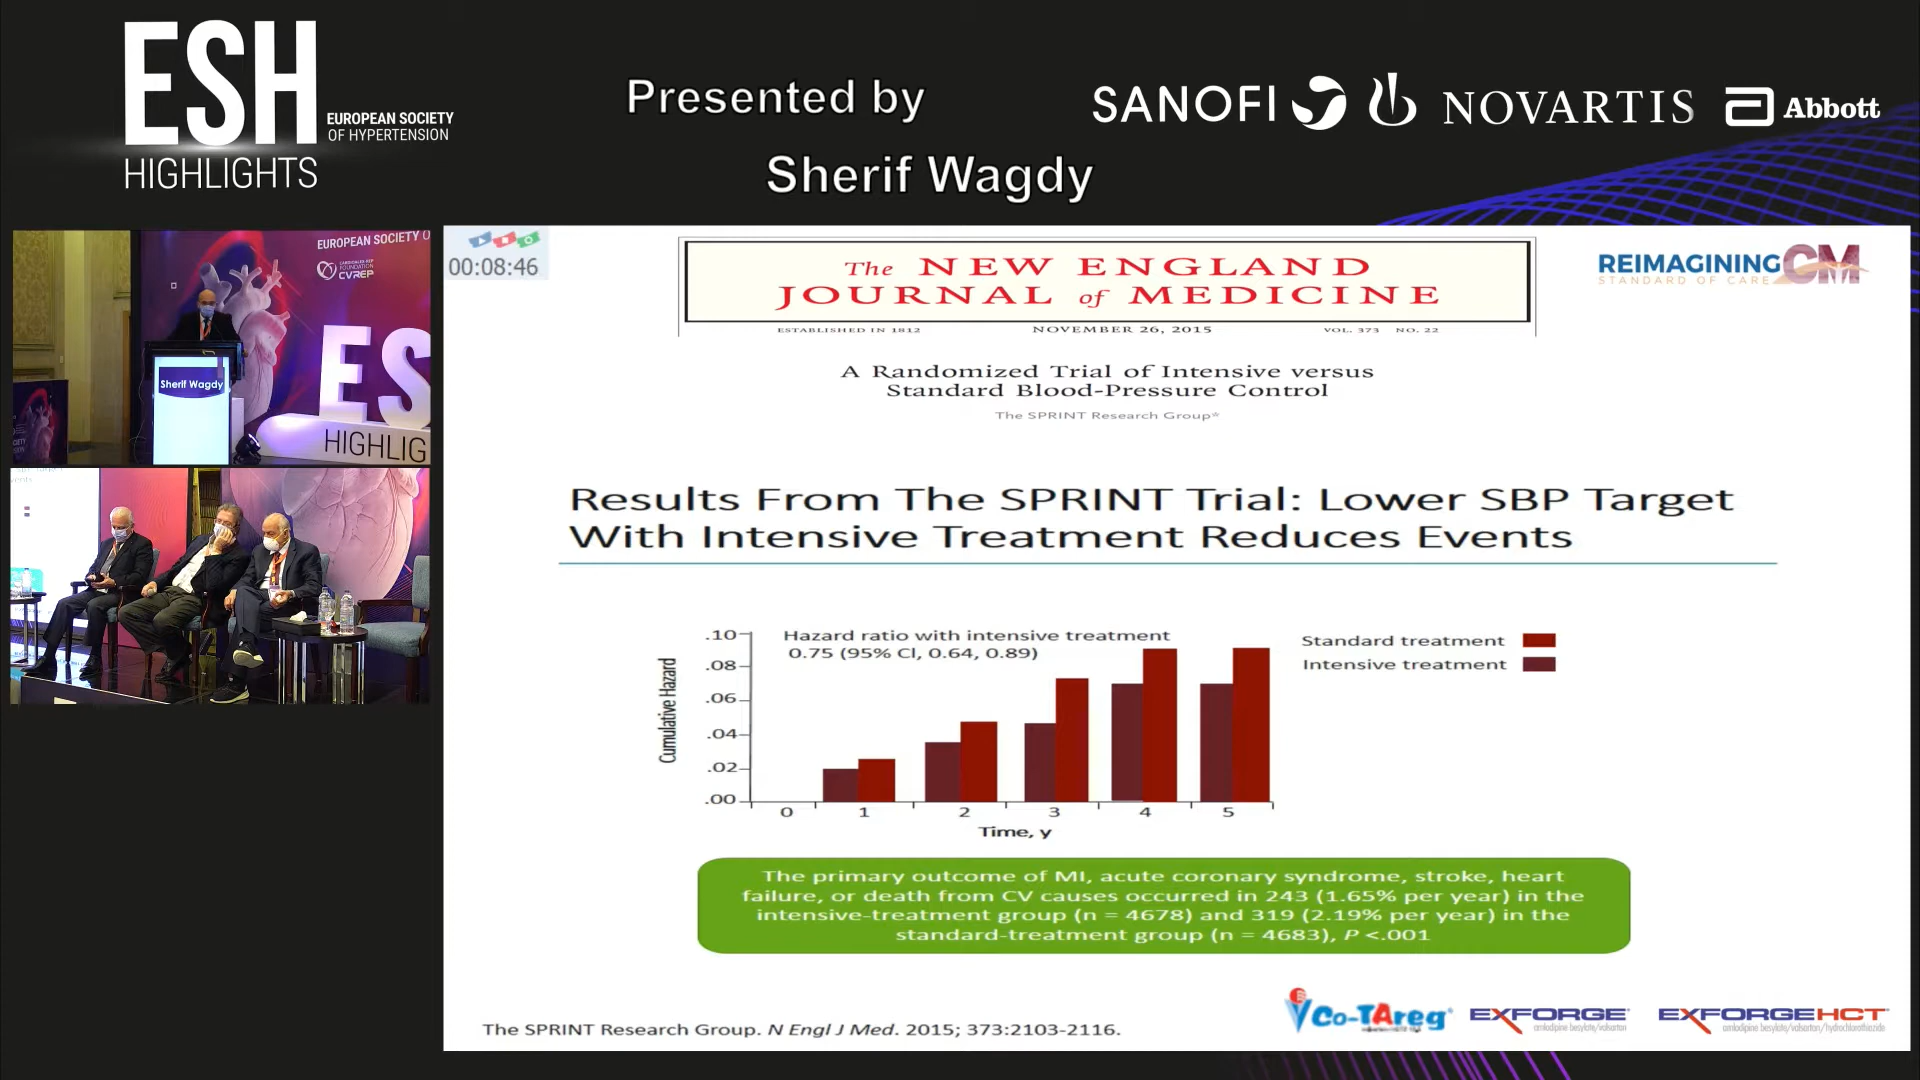 ESH
EUROPEAN SOCIETY
OF HYPERTENSION
HIGHLIGHTS
Presented by
Sherif Wagdy
SANOFI
NOVARTIS
Abbott
EUROPEAN SOCIETY O
FOUNDATION
CVREP
Sherif Wagdy
ES
HIGHLIG
00:08:46
The NEW ENGLAND
JOURNAL of MEDICINE
ESTABLISHED IN 1812 NOVEMBER 26, 2015 VOL. 373 NO. 22
REIMAGINING CM
STANDARD OF CARE
A Randomized Trial of Intensive versus
Standard Blood-Pressure Control
The SPRINT Research Group*
Results From The SPRINT Trial: Lower SBP Target
With Intensive Treatment Reduces Events
Hazard ratio with intensive treatment
0.75 (95% CI, 0.64, 0.89)
Standard treatment
Intensive treatment
Cumulative Hazard
.10
.08
.06
.04
.02
.00
0 1 2 3 4 5
Time, y
The primary outcome of MI, acute coronary syndrome, stroke, heart
failure, or death from CV causes occurred in 243 (1.65% per year) in the
intensive-treatment group (n = 4678) and 319 (2.19% per year) in the
standard-treatment group (n = 4683), P <.001
The SPRINT Research Group. N Engl J Med. 2015; 373:2103-2116.
Co-TAreg
EXFORGE
amlodipine besylate/valsartan
EXFORGE HCT
amlodipine besylate/valsartan/hydrochlorothiazide